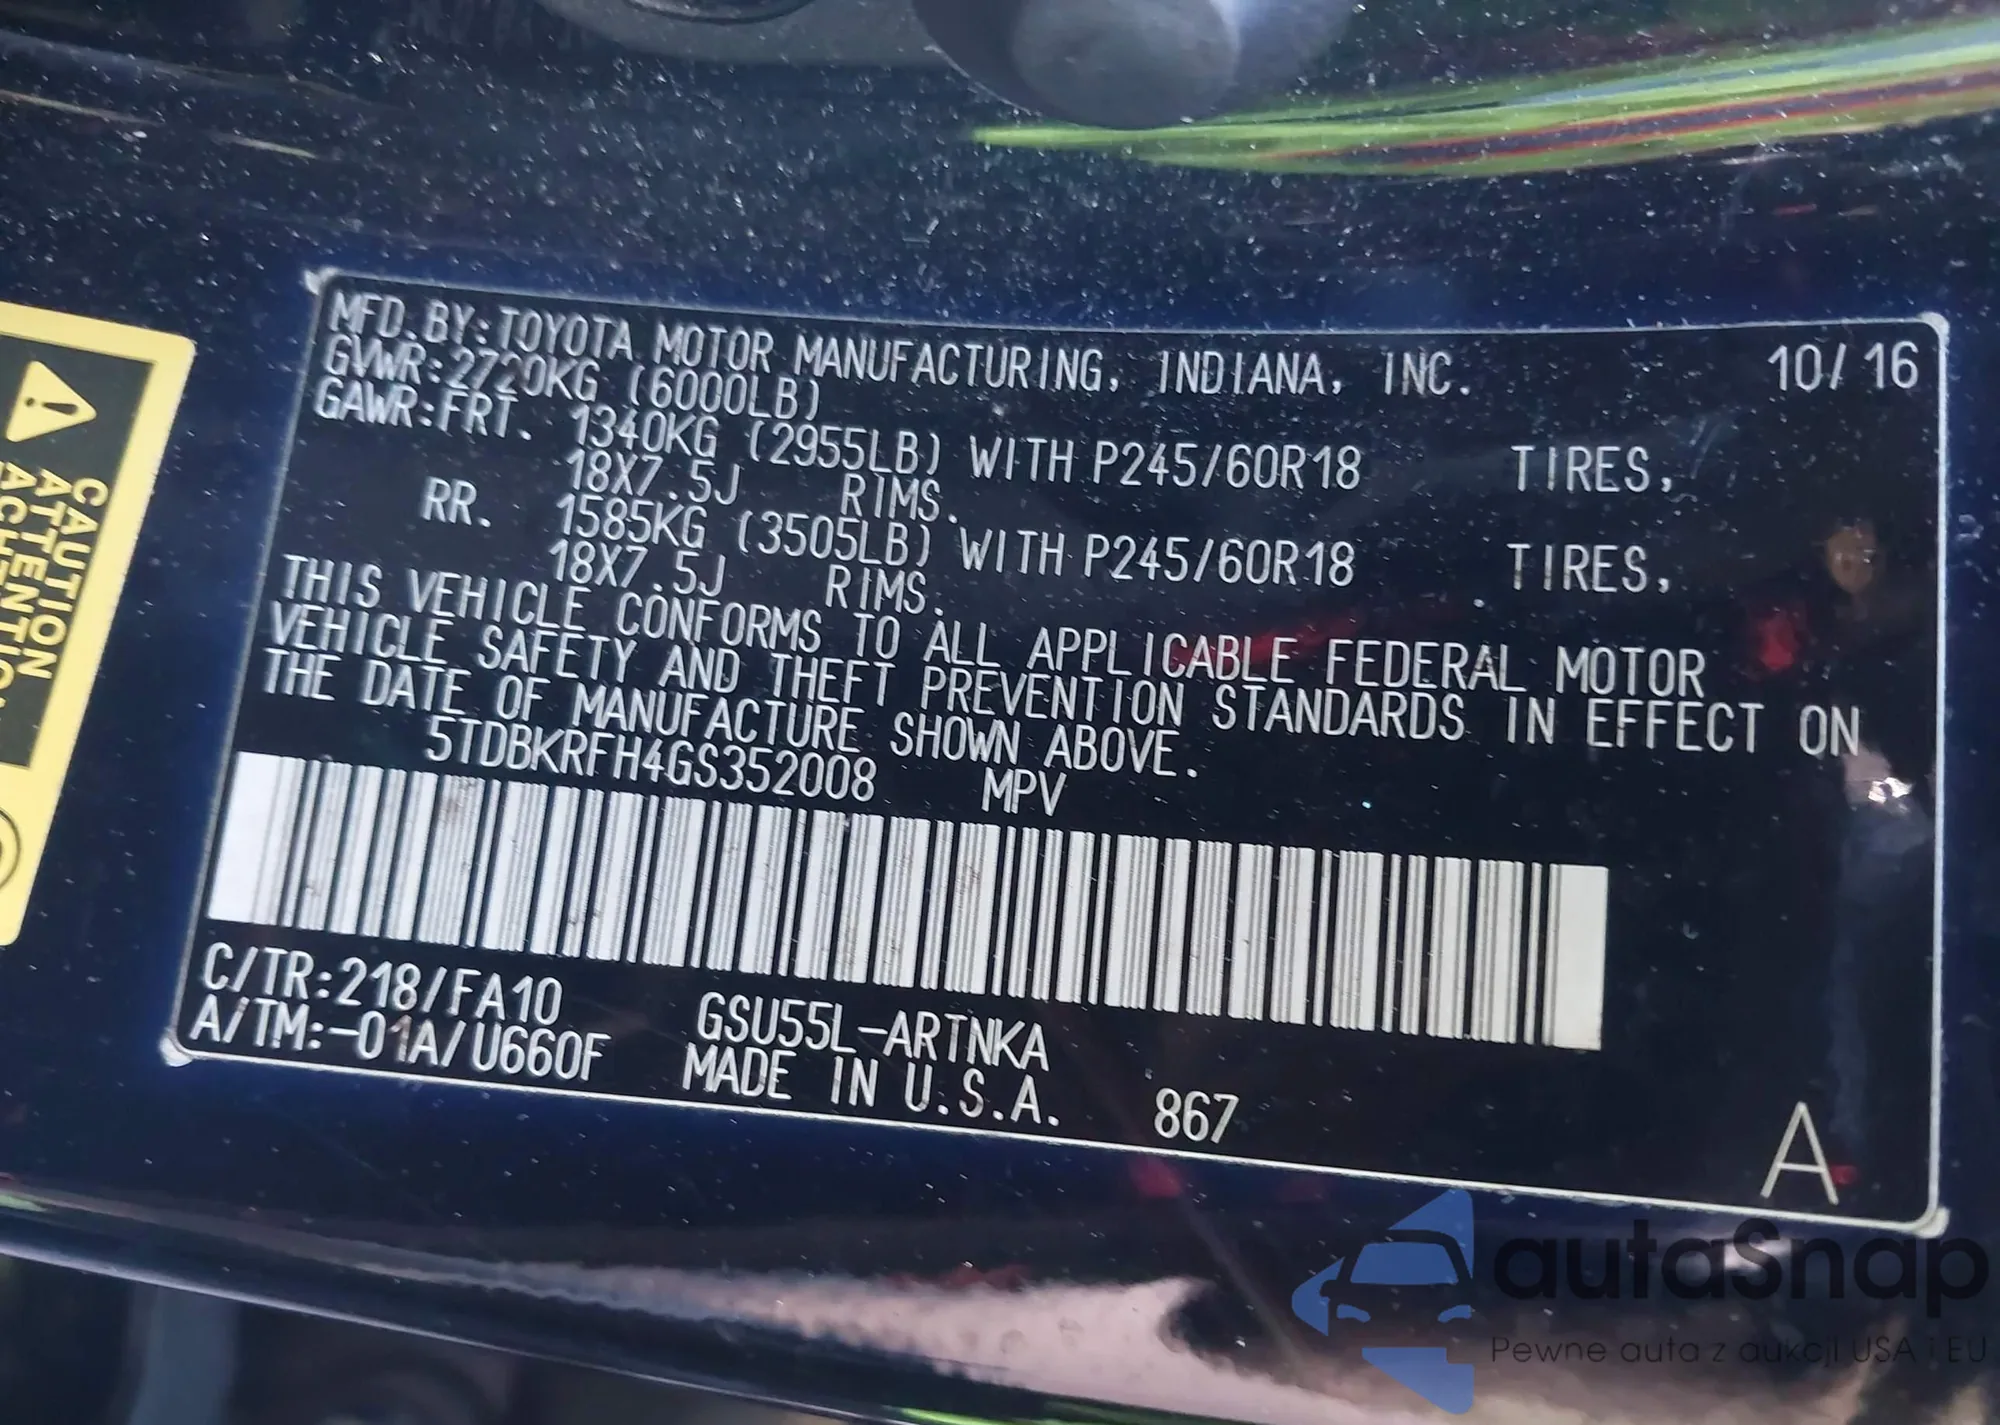 MFD.BY:TOYOTA MOTOR MANUFACTURING, INDIANA, INC. 10/16
GVWR:2720KG (6000LB)
GAWR:FRT. 1340KG (2955LB) WITH P245/60R18 TIRES,
18X7.5J RIMS.
RR. 1585KG (3505LB) WITH P245/60R18 TIRES,
18X7.5J RIMS.
THIS VEHICLE CONFORMS TO ALL APPLICABLE FEDERAL MOTOR
VEHICLE SAFETY AND THEFT PREVENTION STANDARDS IN EFFECT ON
THE DATE OF MANUFACTURE SHOWN ABOVE.
5TDBKRFH4GS352008 MPV
C/TR:218/FA10 GSU55L-ARTNKA
A/TM:-01A/U660F MADE IN U.S.A. 867
A
CAUTION
ATTENTION
autaSnap
Pewne auta z aukcji USA i EU